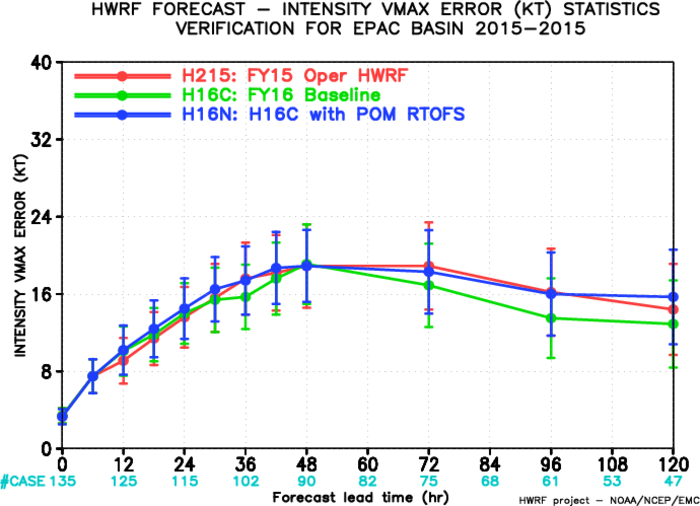 HWRF FORECAST – INTENSITY VMAX ERROR (KT) STATISTICS
VERIFICATION FOR EPAC BASIN 2015–2015
H215: FY15 Oper HWRF
H16C: FY16 Baseline
H16N: H16C with POM RTOFS
INTENSITY VMAX ERROR (KT)
40
32
24
16
8
0
0 12 24 36 48 60 72 84 96 108 120
#CASE 135 125 115 102 90 82 75 68 61 53 47
Forecast lead time (hr)
HWRF project – NOAA/NCEP/EMC